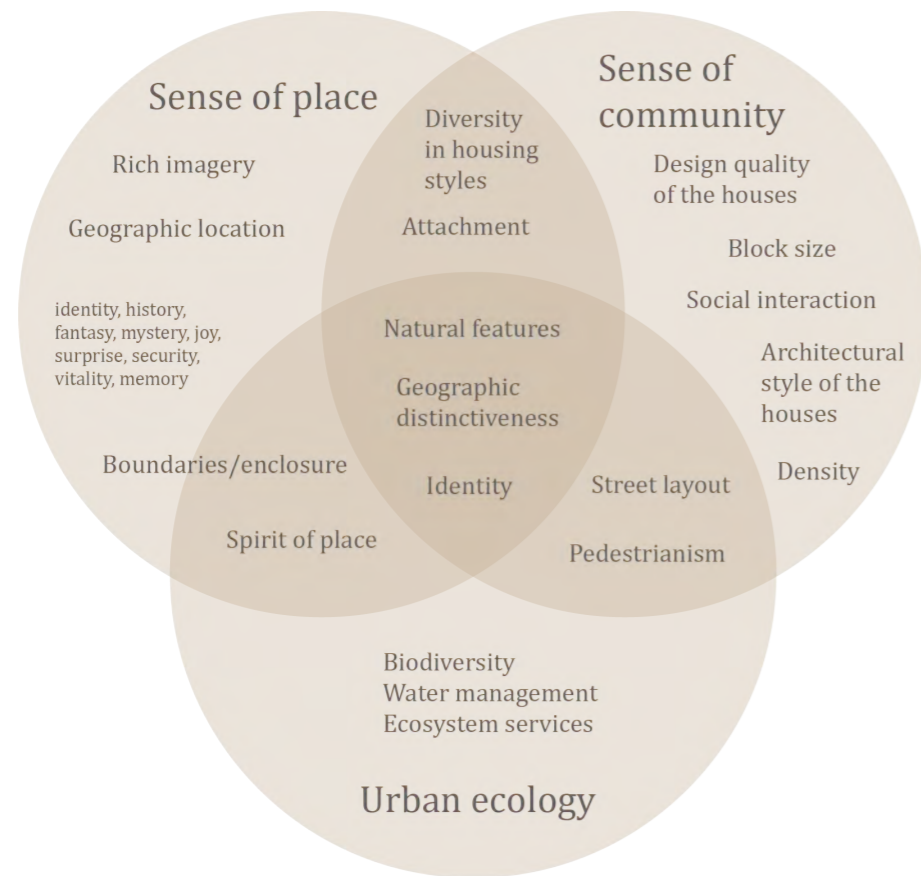 Sense of place
Rich imagery
Geographic location
identity, history,
fantasy, mystery, joy,
surprise, security,
vitality, memory
Boundaries/enclosure
Spirit of place
Diversity
in housing
styles
Attachment
Natural features
Geographic
distinctiveness
Identity
Sense of
community
Design quality
of the houses
Block size
Social interaction
Architectural
style of the
houses
Density
Street layout
Pedestrianism
Biodiversity
Water management
Ecosystem services
Urban ecology